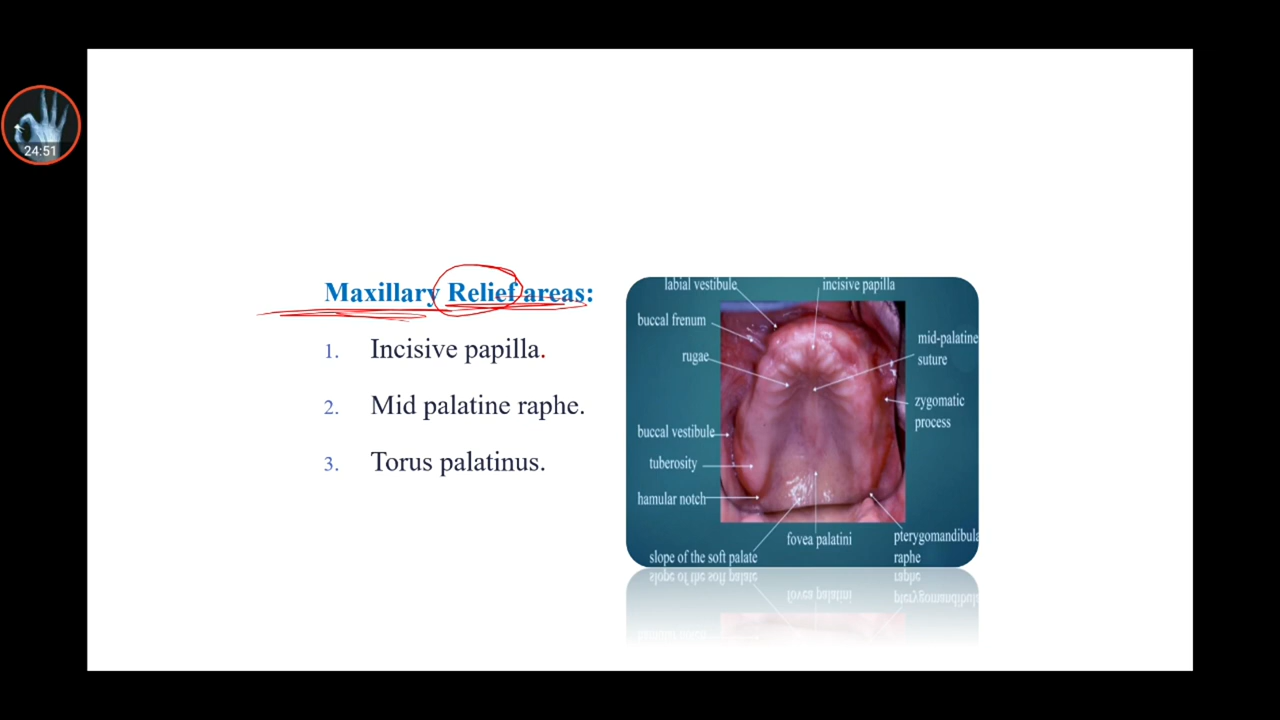 24:51
Maxillary Relief areas:
1. Incisive papilla.
2. Mid palatine raphe.
3. Torus palatinus.
labial vestibule
incisive papilla
buccal frenum
mid-palatine
suture
rugae
zygomatic
process
buccal vestibule
tuberosity
hamular notch
fovea palatini
pterygomandibula
raphe
slope of the soft palate